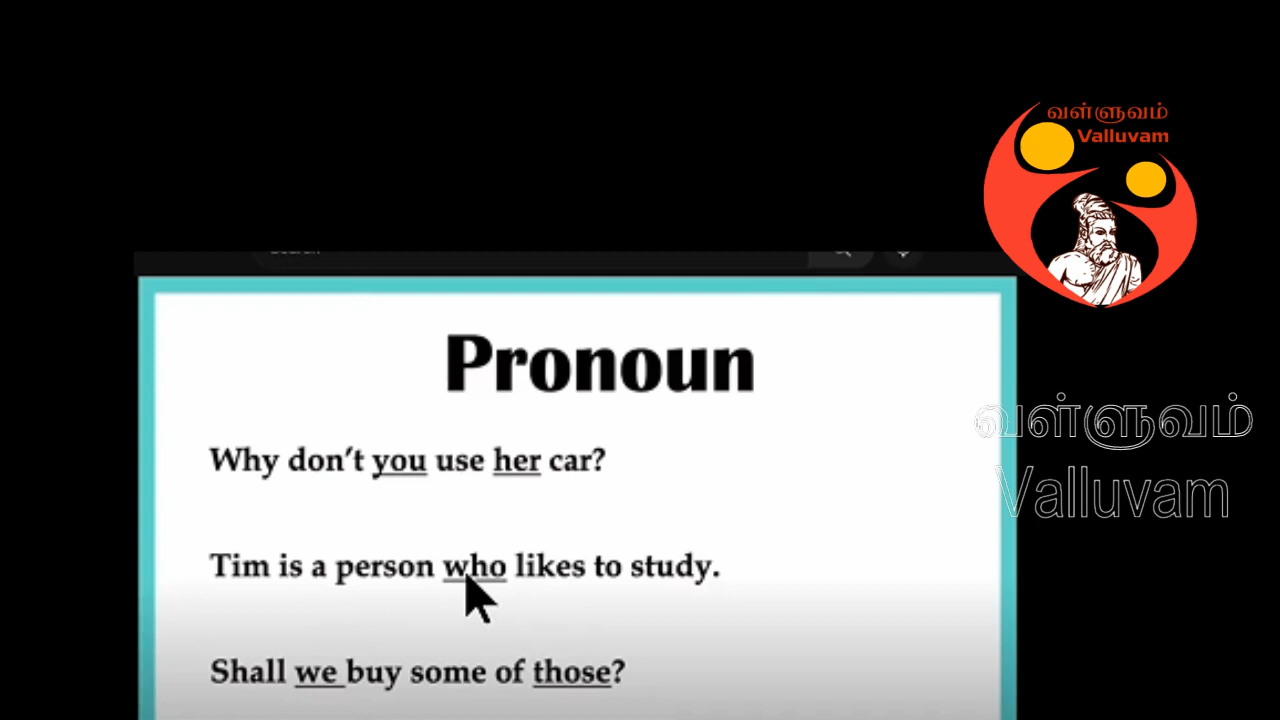 வள்ளுவம்
Valluvam
Pronoun
Why don't you use her car?
வள்ளுவம்
Valluvam
Tim is a person who likes to study.
Shall we buy some of those?